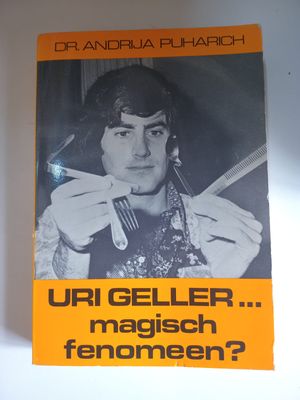 DR. ANDRIJA PUHARICH
URI GELLER...
magisch
fenomeen?